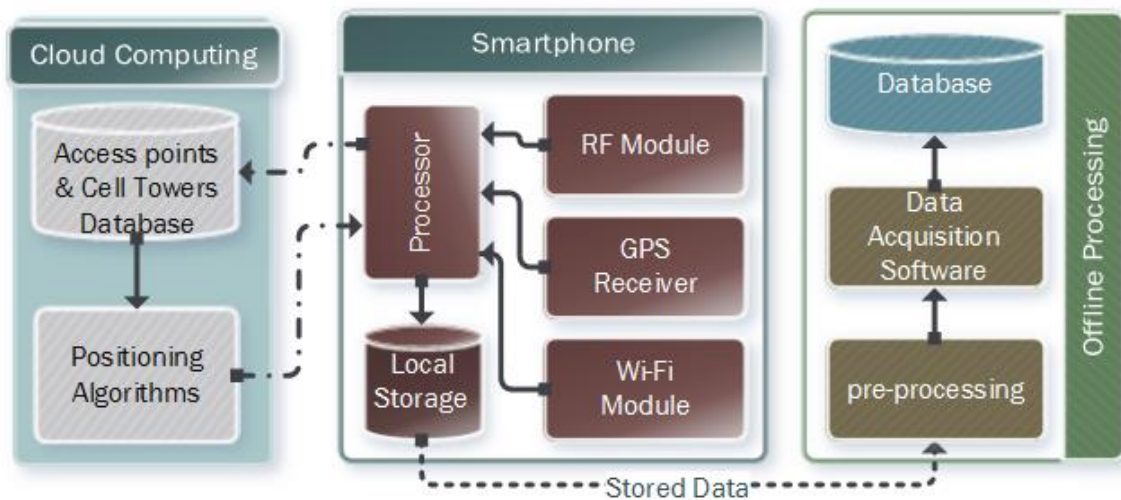 Cloud Computing
Access points
& Cell Towers
Database
Positioning
Algorithms
Smartphone
Processor
RF Module
GPS
Receiver
Wi-Fi
Module
Local
Storage
Stored Data
Database
Data
Acquisition
Software
pre-processing
Offline Processing